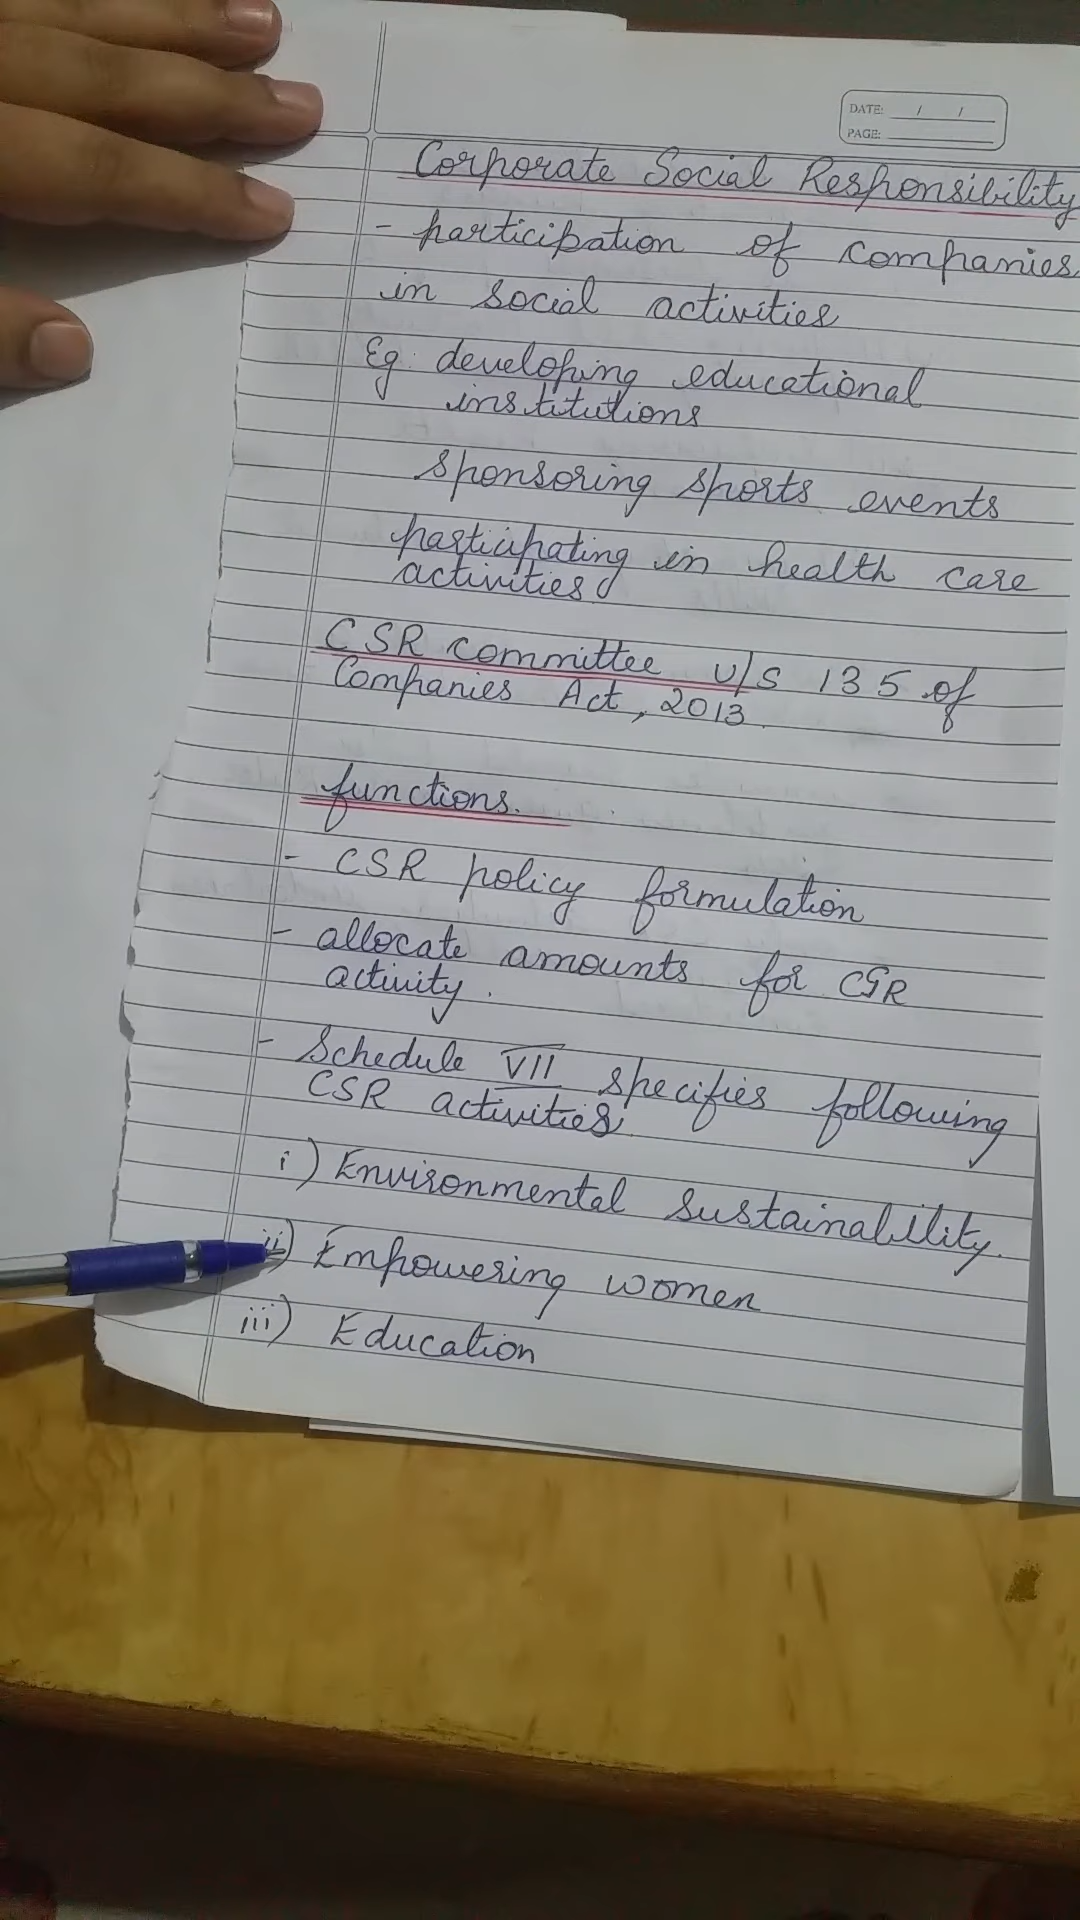 DATE: / /
PAGE:
Corporate Social Responsibility
- participation of companies
in social activities
Eg: developing educational
institutions
sponsoring sports events
participating in health care
activities
CSR committee u/s 135 of
Companies Act, 2013.
functions.
- CSR policy formulation
- allocate amounts for CSR
activity.
- Schedule VII specifies following
CSR activities
i) Environmental sustainability.
ii) Empowering women
iii) Education